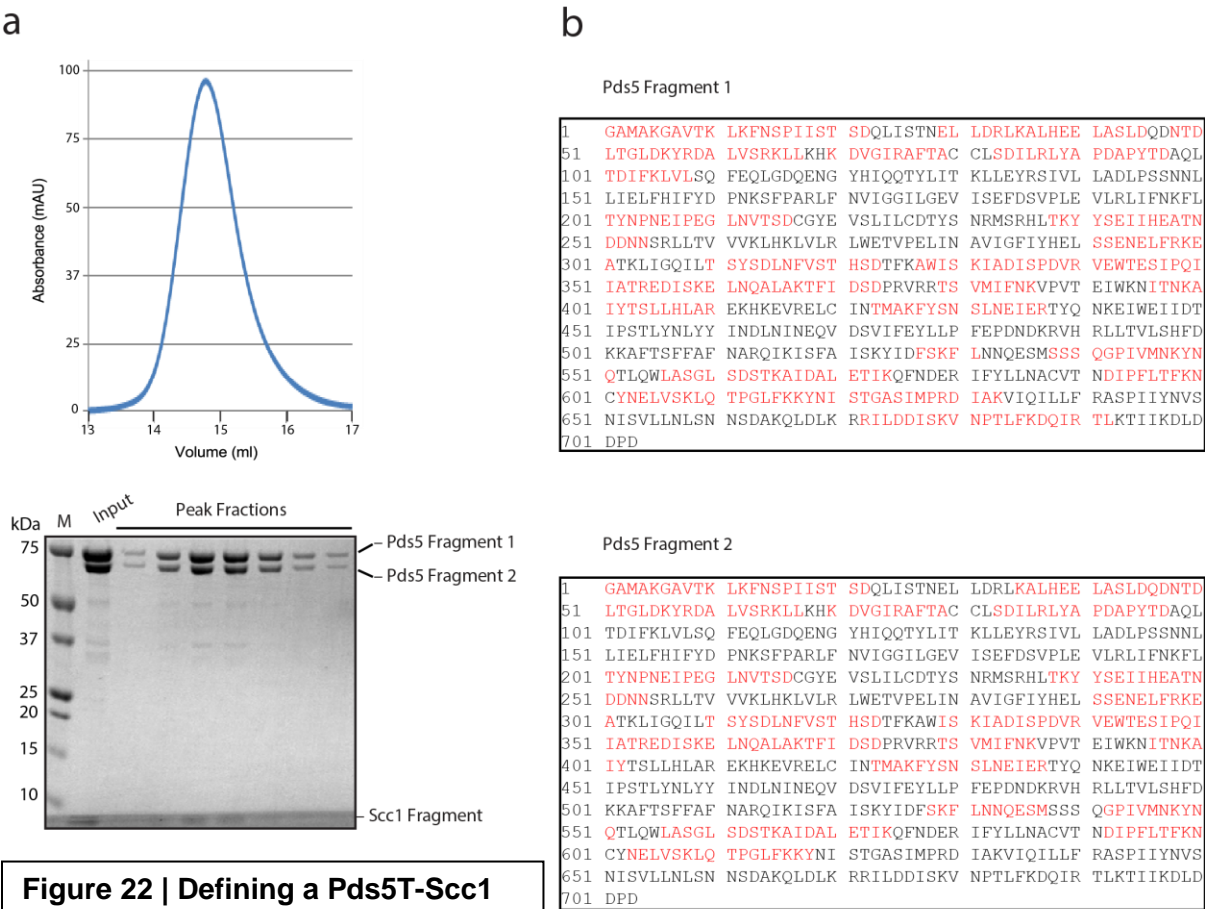 a
100
75
50
37
25
0
13 14 15 16 17
Absorbance (mAU)
Volume (ml)
kDa M Input Peak Fractions
75
50
37
25
20
15
10
– Pds5 Fragment 1
– Pds5 Fragment 2
– Scc1 Fragment
Figure 22 | Defining a Pds5T-Scc1
b
Pds5 Fragment 1
1 GAMAKGAVTK LKFNSPIIST SDQLISTNEL LDRLKALHEE LASLDQDNTD
51 LTGLDKYRDA LVSRKLLKHK DVGIRAFTAC CLSDILRLYA PDAPYTDAQL
101 TDIFKLVLSQ FEQLGDQENG YHIQQTYLIT KLLEYRSIVL LADLPSSNNL
151 LIELFHIFYD PNKSFPARLF NVIGGILGEV ISEFDSVPLE VLRLIFNKFL
201 TYNPNEIPEG LNVTSDCGYE VSLILCDTYS NRMSRHLTKY YSEIIHEATN
251 DDNNSRLLTV VVKLHKLVLR LWETVPELIN AVIGFIYHEL SSENELFRKE
301 ATKLIGQILT SYSDLNFVST HSDTFKAWIS KIADISPDVR VEWTESIPQI
351 IATREDISKE LNQALAKTFI DSDPRVRRTS VMIFNKVPVT EIWKNITNKA
401 IYTSLLHLAR EKHKEVRELC INTMAKFYSN SLNEIERTYQ NKEIWEIIDT
451 IPSTLYNLYY INDLNINEQV DSVIFEYLLP FEPDNDKRVH RLLTVLSHFD
501 KKAFTSFFAF NARQIKISFA ISKYIDFSKF LNNQESMSSS QGPIVMNKYN
551 QTLQWLASGL SDSTKAIDAL ETIKQFNDER IFYLLNACVT NDIPFLTFKN
601 CYNELVSKLQ TPGLFKKYNI STGASIMPRD IAKVIQILLF RASPIIYNVS
651 NISVLLNLSN NSDAKQLDLK RRILDDISKV NPTLFKDQIR TLKTIIKDLD
701 DPD
Pds5 Fragment 2
1 GAMAKGAVTK LKFNSPIIST SDQLISTNEL LDRLKALHEE LASLDQDNTD
51 LTGLDKYRDA LVSRKLLKHK DVGIRAFTAC CLSDILRLYA PDAPYTDAQL
101 TDIFKLVLSQ FEQLGDQENG YHIQQTYLIT KLLEYRSIVL LADLPSSNNL
151 LIELFHIFYD PNKSFPARLF NVIGGILGEV ISEFDSVPLE VLRLIFNKFL
201 TYNPNEIPEG LNVTSDCGYE VSLILCDTYS NRMSRHLTKY YSEIIHEATN
251 DDNNSRLLTV VVKLHKLVLR LWETVPELIN AVIGFIYHEL SSENELFRKE
301 ATKLIGQILT SYSDLNFVST HSDTFKAWIS KIADISPDVR VEWTESIPQI
351 IATREDISKE LNQALAKTFI DSDPRVRRTS VMIFNKVPVT EIWKNITNKA
401 IYTSLLHLAR EKHKEVRELC INTMAKFYSN SLNEIERTYQ NKEIWEIIDT
451 IPSTLYNLYY INDLNINEQV DSVIFEYLLP FEPDNDKRVH RLLTVLSHFD
501 KKAFTSFFAF NARQIKISFA ISKYIDFSKF LNNQESMSSS QGPIVMNKYN
551 QTLQWLASGL SDSTKAIDAL ETIKQFNDER IFYLLNACVT NDIPFLTFKN
601 CYNELVSKLQ TPGLFKKYNI STGASIMPRD IAKVIQILLF RASPIIYNVS
651 NISVLLNLSN NSDAKQLDLK RRILDDISKV NPTLFKDQIR TLKTIIKDLD
701 DPD